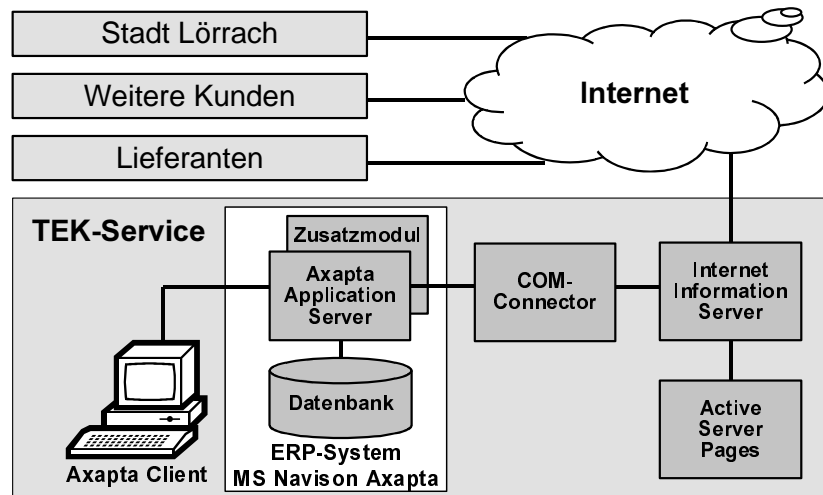 Stadt Lörrach
Weitere Kunden
Lieferanten
Internet
TEK-Service
Zusatzmodul
Axapta
Application
Server
COM-
Connector
Internet
Information
Server
Datenbank
Active
Server
Pages
Axapta Client
ERP-System
MS Navison Axapta